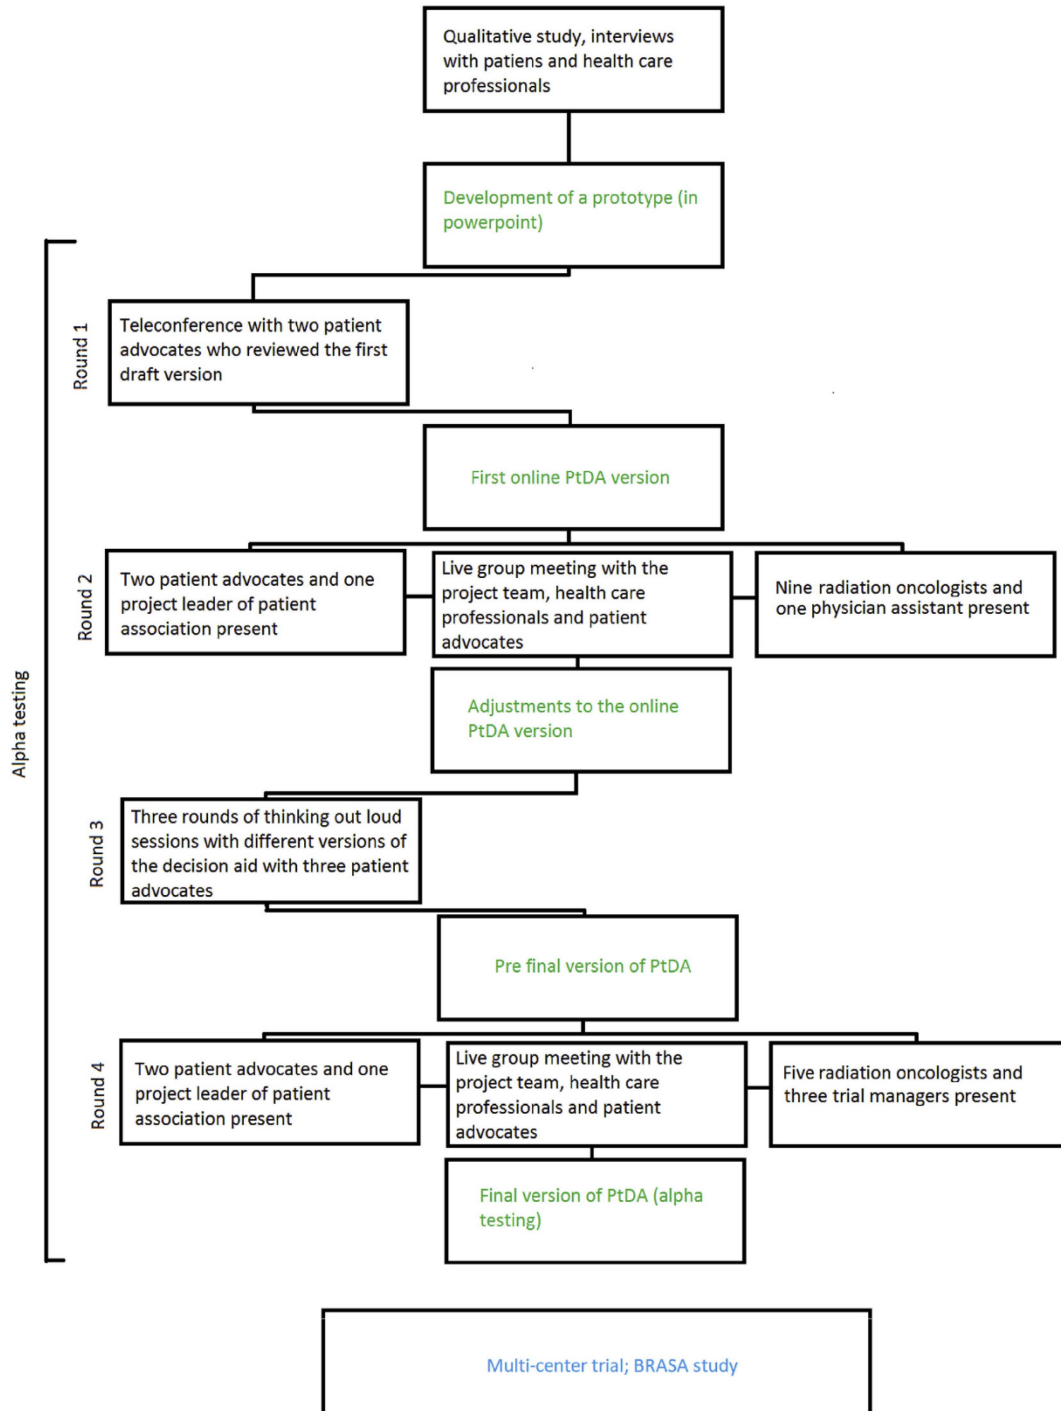 Qualitative study, interviews
with patiens and health care
professionals
Development of a prototype (in
powerpoint)
Alpha testing
Round 1
Teleconference with two patient
advocates who reviewed the first
draft version
First online PtDA version
Round 2
Two patient advocates and one
project leader of patient
association present
Live group meeting with the
project team, health care
professionals and patient
advocates
Nine radiation oncologists and
one physician assistant present
Adjustments to the online
PtDA version
Round 3
Three rounds of thinking out loud
sessions with different versions of
the decision aid with three patient
advocates
Pre final version of PtDA
Round 4
Two patient advocates and one
project leader of patient
association present
Live group meeting with the
project team, health care
professionals and patient
advocates
Five radiation oncologists and
three trial managers present
Final version of PtDA (alpha
testing)
Multi-center trial; BRASA study